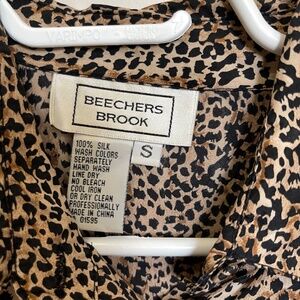 BEECHERS
BROOK
S
100% SILK
WASH COLORS
SEPARATELY
HAND WASH
LINE DRY
NO BLEACH
COOL IRON
OR DRY CLEAN
PROFESSIONALLY
MADE IN CHINA
01595